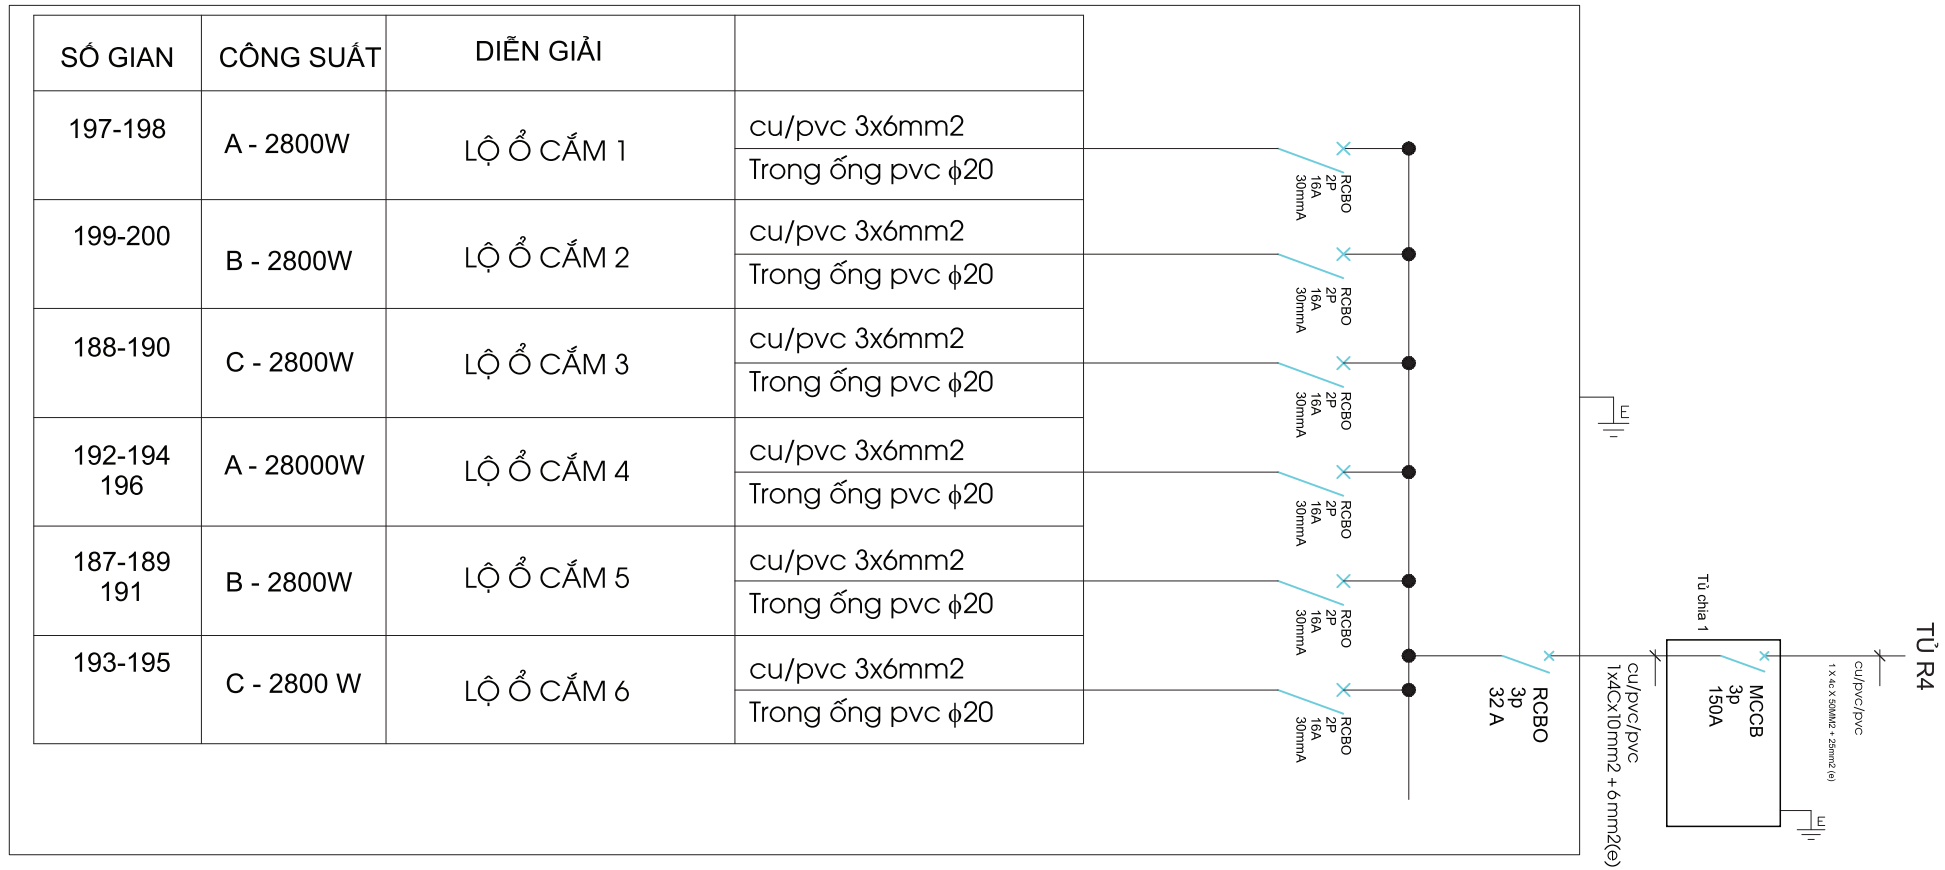 SỐ GIAN CÔNG SUẤT DIỄN GIẢI
197-198
A - 2800W
LỘ Ổ CẮM 1
cu/pvc 3x6mm2
Trong ống pvc ϕ20
RCBO
2P
16A
30mmA
199-200
B - 2800W
LỘ Ổ CẮM 2
cu/pvc 3x6mm2
Trong ống pvc ϕ20
RCBO
2P
16A
30mmA
188-190
C - 2800W
LỘ Ổ CẮM 3
cu/pvc 3x6mm2
Trong ống pvc ϕ20
RCBO
2P
16A
30mmA
192-194
196
A - 28000W
LỘ Ổ CẮM 4
cu/pvc 3x6mm2
Trong ống pvc ϕ20
RCBO
2P
16A
30mmA
187-189
191
B - 2800W
LỘ Ổ CẮM 5
cu/pvc 3x6mm2
Trong ống pvc ϕ20
RCBO
2P
16A
30mmA
193-195
C - 2800 W
LỘ Ổ CẮM 6
cu/pvc 3x6mm2
Trong ống pvc ϕ20
RCBO
2P
16A
30mmA
RCBO
3p
32 A
E
cu/pvc/pvc
1x4Cx10mm2 + 6mm2(e)
Tủ chia 1
MCCB
3p
150A
E
cu/pvc/pvc
1 X 4c X 50MM2 + 25mm2 (e)
TỦ R4